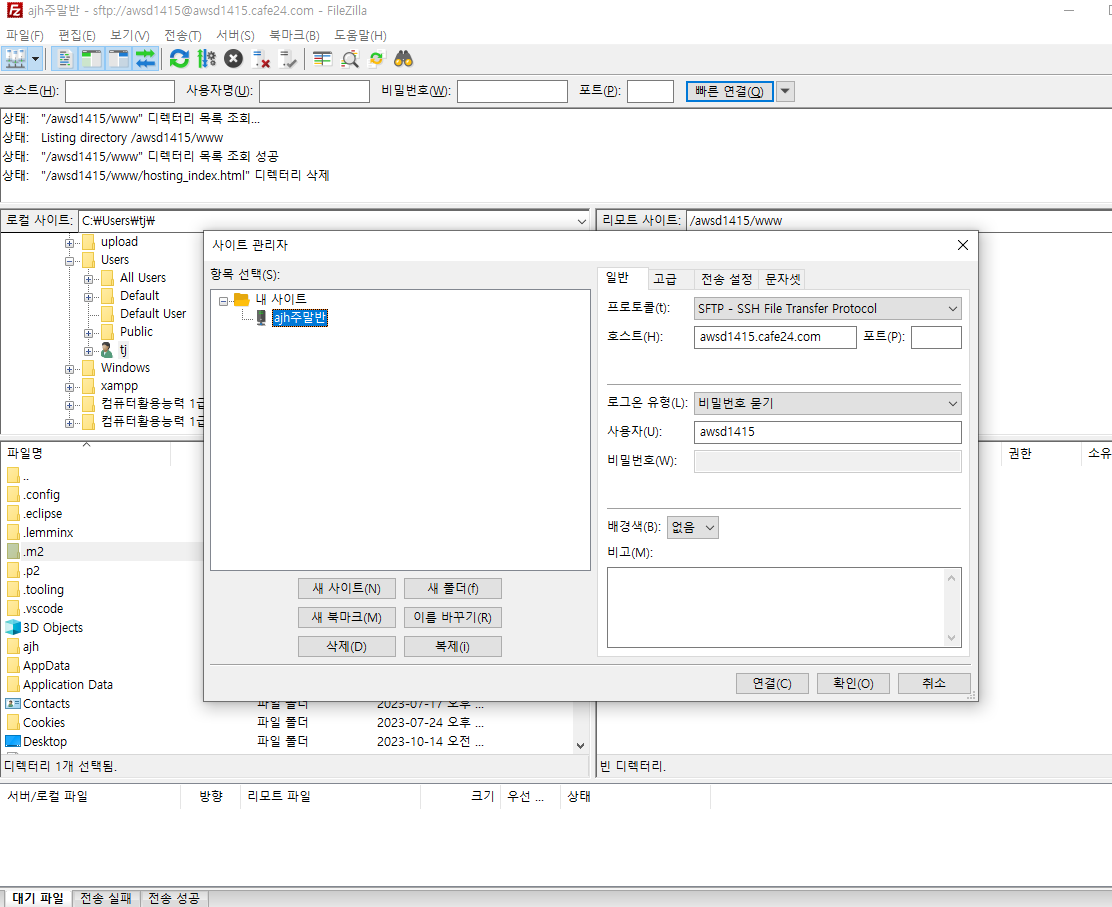 ajh주말반 - sftp://awsd1415@awsd1415.cafe24.com - FileZilla
파일(F) 편집(E) 보기(V) 전송(T) 서버(S) 북마크(B) 도움말(H)
호스트(H): 사용자명(U): 비밀번호(W): 포트(P): 빠른 연결(Q)
상태: "/awsd1415/www" 디렉터리 목록 조회...
상태: Listing directory /awsd1415/www
상태: "/awsd1415/www" 디렉터리 목록 조회 성공
상태: "/awsd1415/www/hosting_index.html" 디렉터리 삭제
로컬 사이트: C:₩Users₩tj₩
리모트 사이트: /awsd1415/www
upload
Users
All Users
Default
Default User
Public
tj
Windows
xampp
컴퓨터활용능력 1급
컴퓨터활용능력 1급
파일명
..
.config
.eclipse
.lemminx
.m2
.p2
.tooling
.vscode
3D Objects
ajh
AppData
Application Data
Contacts 파일 폴더 2023-07-17 오후 ...
Cookies 파일 폴더 2023-07-24 오후 ...
Desktop 파일 폴더 2023-10-14 오전 ...
디렉터리 1개 선택됨.
사이트 관리자
항목 선택(S):
내 사이트
ajh주말반
새 사이트(N) 새 폴더(f)
새 북마크(M) 이름 바꾸기(R)
삭제(D) 복제(i)
일반 고급 전송 설정 문자셋
프로토콜(t): SFTP - SSH File Transfer Protocol
호스트(H): awsd1415.cafe24.com 포트(P):
로그온 유형(L): 비밀번호 묻기
사용자(U): awsd1415
비밀번호(W):
배경색(B): 없음
비고(M):
연결(C) 확인(O) 취소
권한 소유
빈 디렉터리.
서버/로컬 파일 방향 리모트 파일 크기 우선 ... 상태
대기 파일 전송 실패 전송 성공